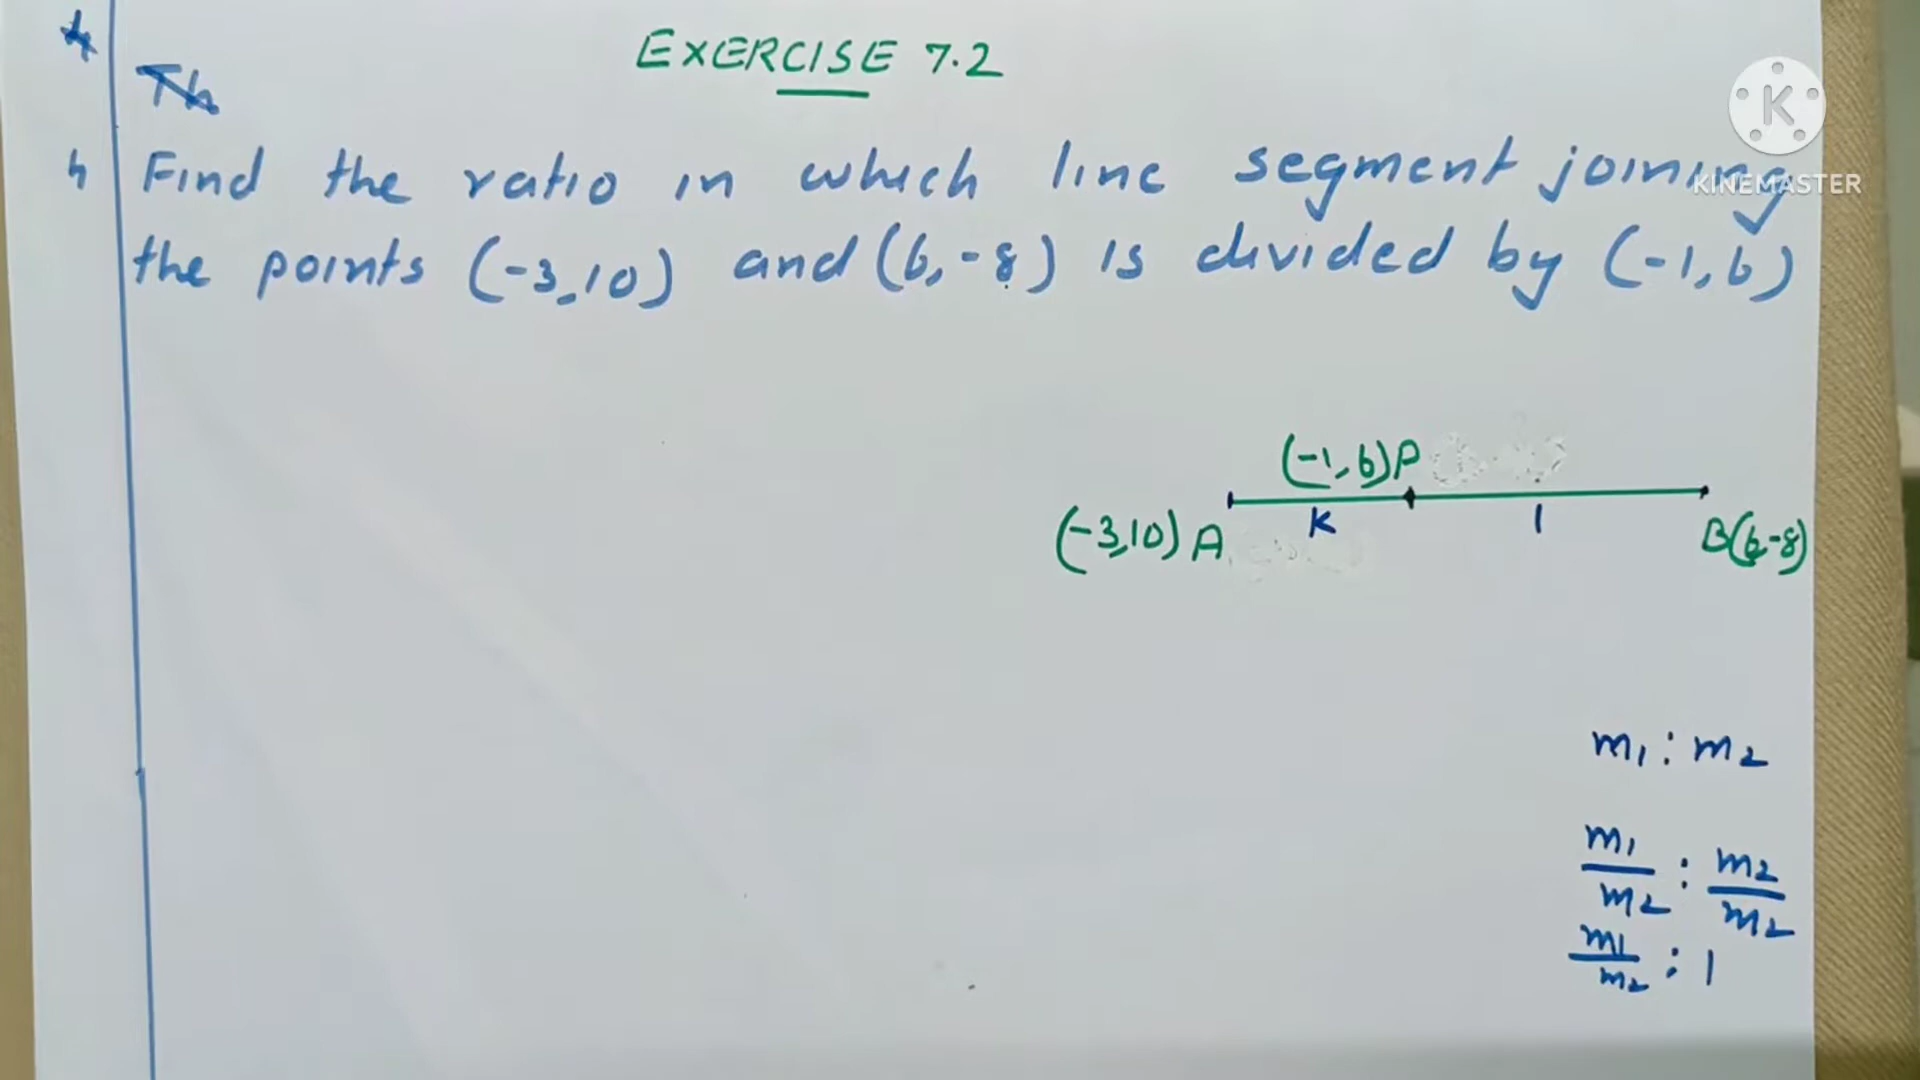 EXERCISE 7.2
4
Th
4 Find the ratio in which line segment joining
the points (-3,10) and (6,-8) is divided by (-1,6)
K
KINEMASTER
(-1,6)P
K
1
(-3,10) A
B(6,-8)
m1 : m2
m1/m2 : m2/m2
m1/m2 : 1